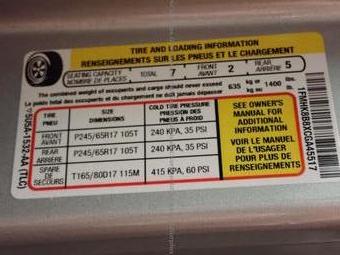 TIRE AND LOADING INFORMATION
RENSEIGNEMENTS SUR LES PNEUS ET LE CHARGEMENT
SEATING CAPACITY
NOMBRE DE PLACES
TOTAL 7
FRONT
AVANT 2
REAR
ARRIÈRE 5
The combined weight of occupants and cargo should never exceed
Le poids total des occupants et du chargement ne doit jamais dépasser
635 kg or
kg ou 1400 lbs.
lb.
TIRE
PNEU
SIZE
DIMENSIONS
COLD TIRE PRESSURE
PRESSION DES
PNEUS À FROID
FRONT
AVANT
P245/65R17 105T
240 KPA, 35 PSI
REAR
ARRIÈRE
P245/65R17 105T
240 KPA, 35 PSI
SPARE
DE
SECOURS
T165/80D17 115M
415 KPA, 60 PSI
SEE OWNER'S
MANUAL FOR
ADDITIONAL
INFORMATION
VOIR LE MANUEL
DE L'USAGER
POUR PLUS DE
RENSEIGNEMENTS